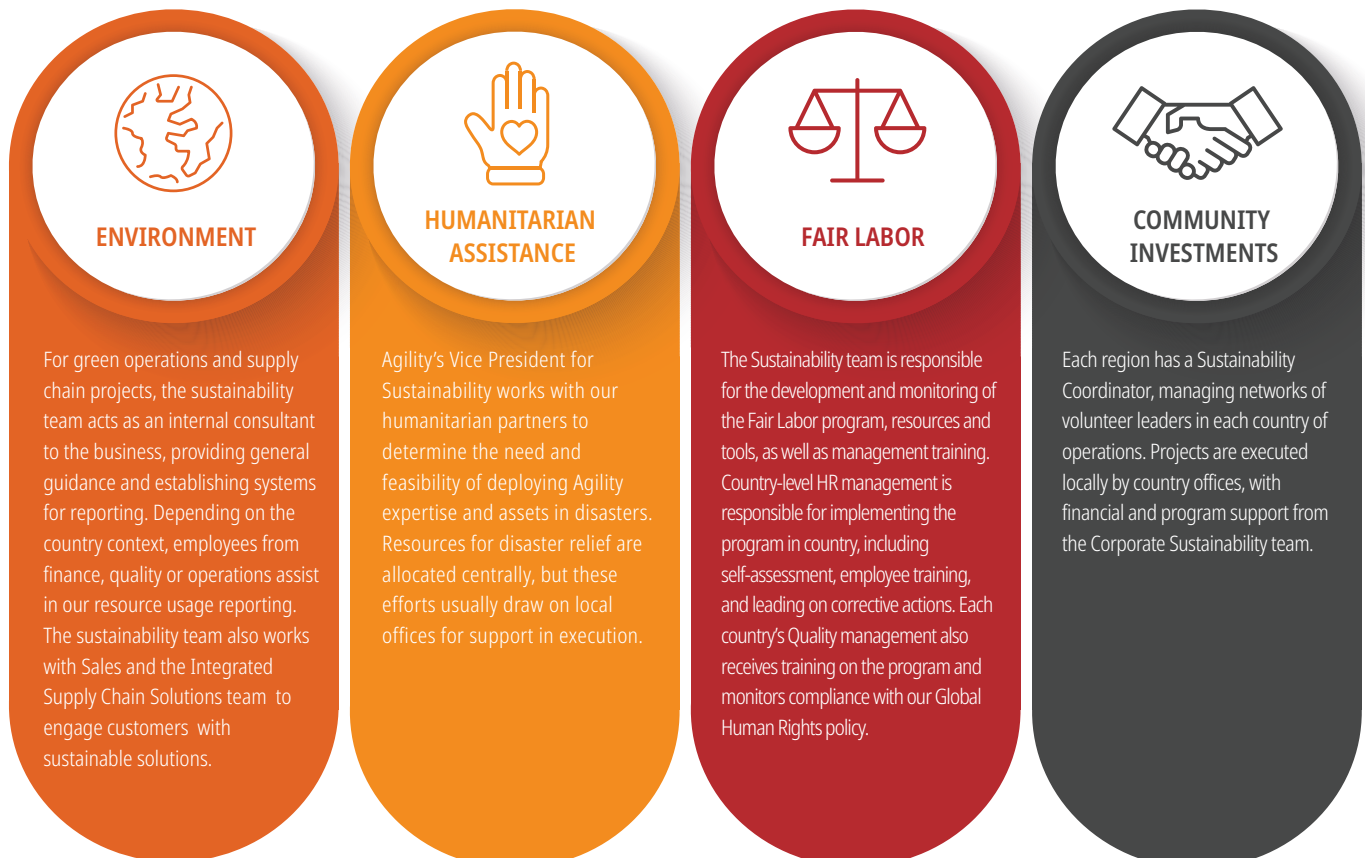 ENVIRONMENT
For green operations and supply
chain projects, the sustainability
team acts as an internal consultant
to the business, providing general
guidance and establishing systems
for reporting. Depending on the
country context, employees from
finance, quality or operations assist
in our resource usage reporting.
The sustainability team also works
with Sales and the Integrated
Supply Chain Solutions team to
engage customers with
sustainable solutions.
HUMANITARIAN
ASSISTANCE
Agility’s Vice President for
Sustainability works with our
humanitarian partners to
determine the need and
feasibility of deploying Agility
expertise and assets in disasters.
Resources for disaster relief are
allocated centrally, but these
efforts usually draw on local
offices for support in execution.
FAIR LABOR
The Sustainability team is responsible
for the development and monitoring of
the Fair Labor program, resources and
tools, as well as management training.
Country-level HR management is
responsible for implementing the
program in country, including
self-assessment, employee training,
and leading on corrective actions. Each
country’s Quality management also
receives training on the program and
monitors compliance with our Global
Human Rights policy.
COMMUNITY
INVESTMENTS
Each region has a Sustainability
Coordinator, managing networks of
volunteer leaders in each country of
operations. Projects are executed
locally by country offices, with
financial and program support from
the Corporate Sustainability team.